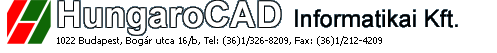 HungaroCAD Informatikai Kft.
1022 Budapest, Bogár utca 16/b, Tel: (36)1/326-8209, Fax: (36)1/212-4209